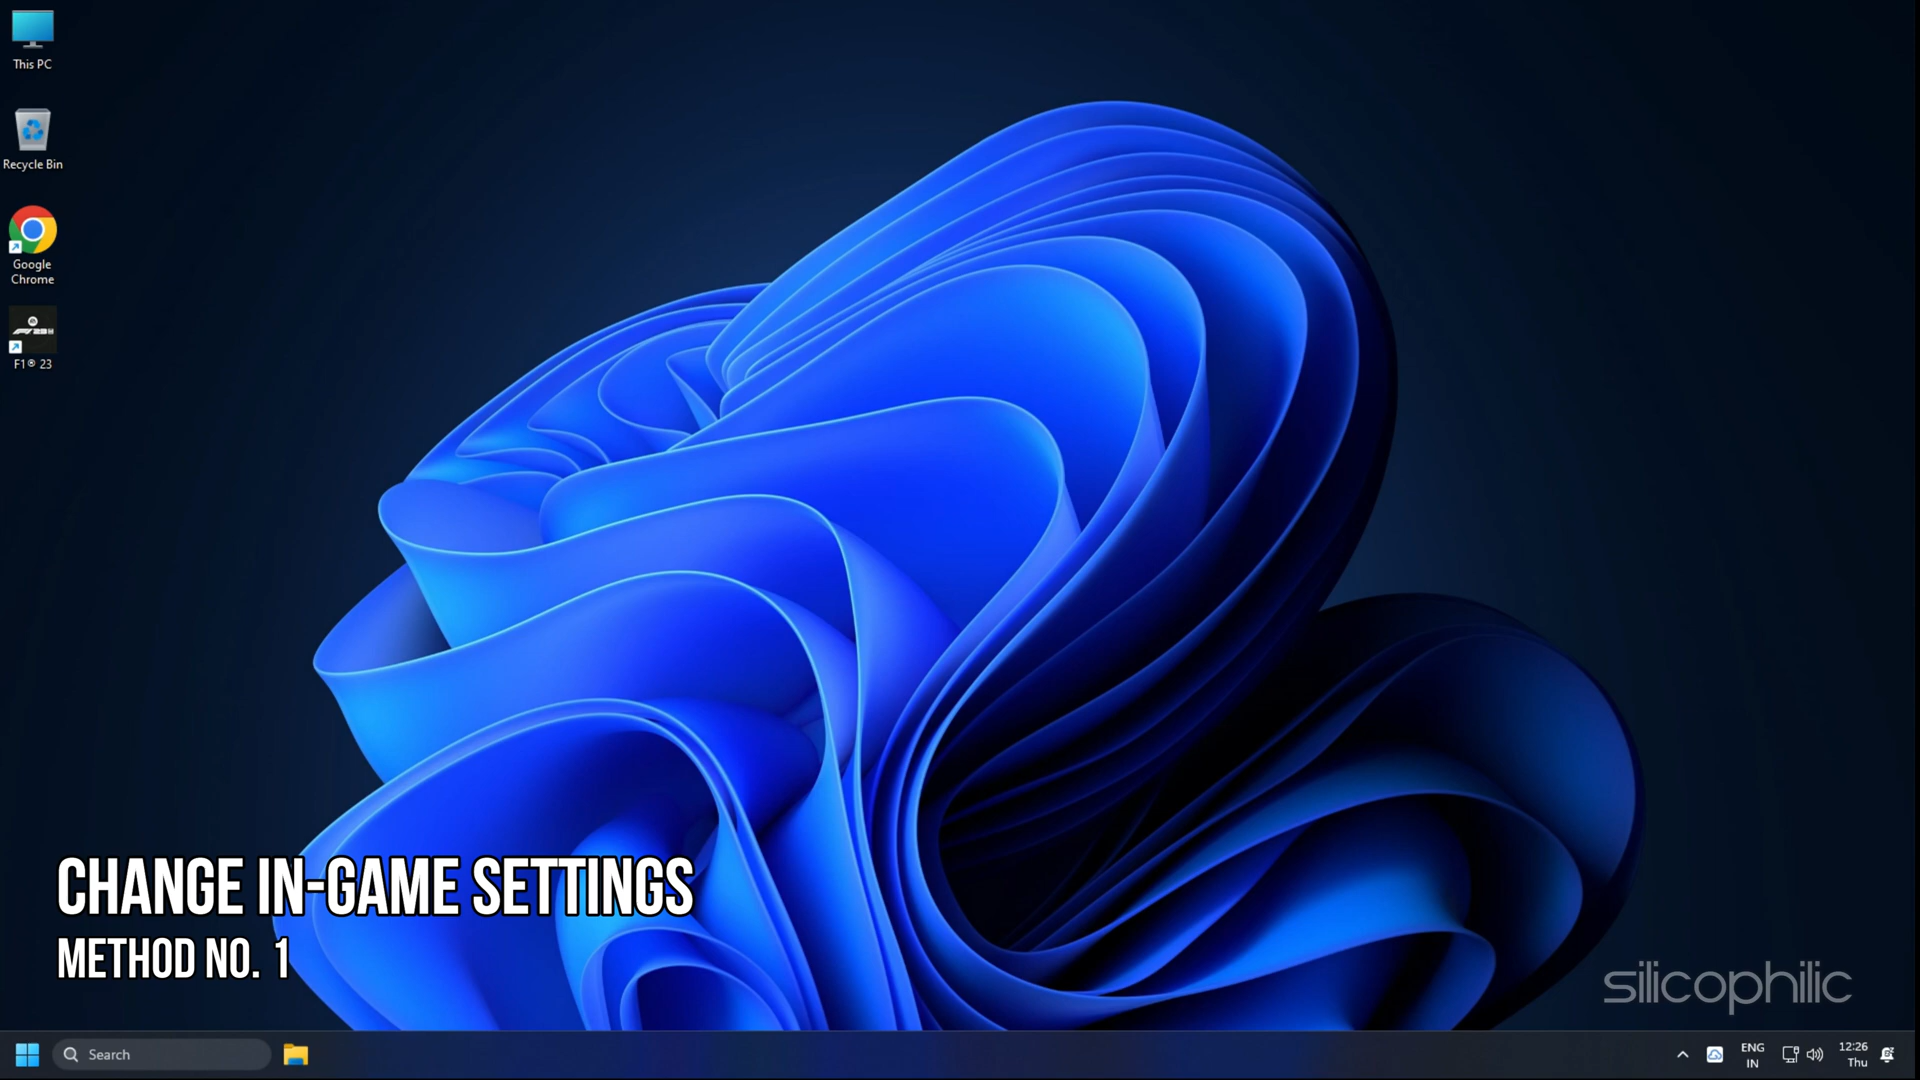 This PC
Recycle Bin
Google
Chrome
F1® 23
CHANGE IN-GAME SETTINGS
METHOD NO. 1
silicophilic
Search
ENG
IN
12:26
Thu